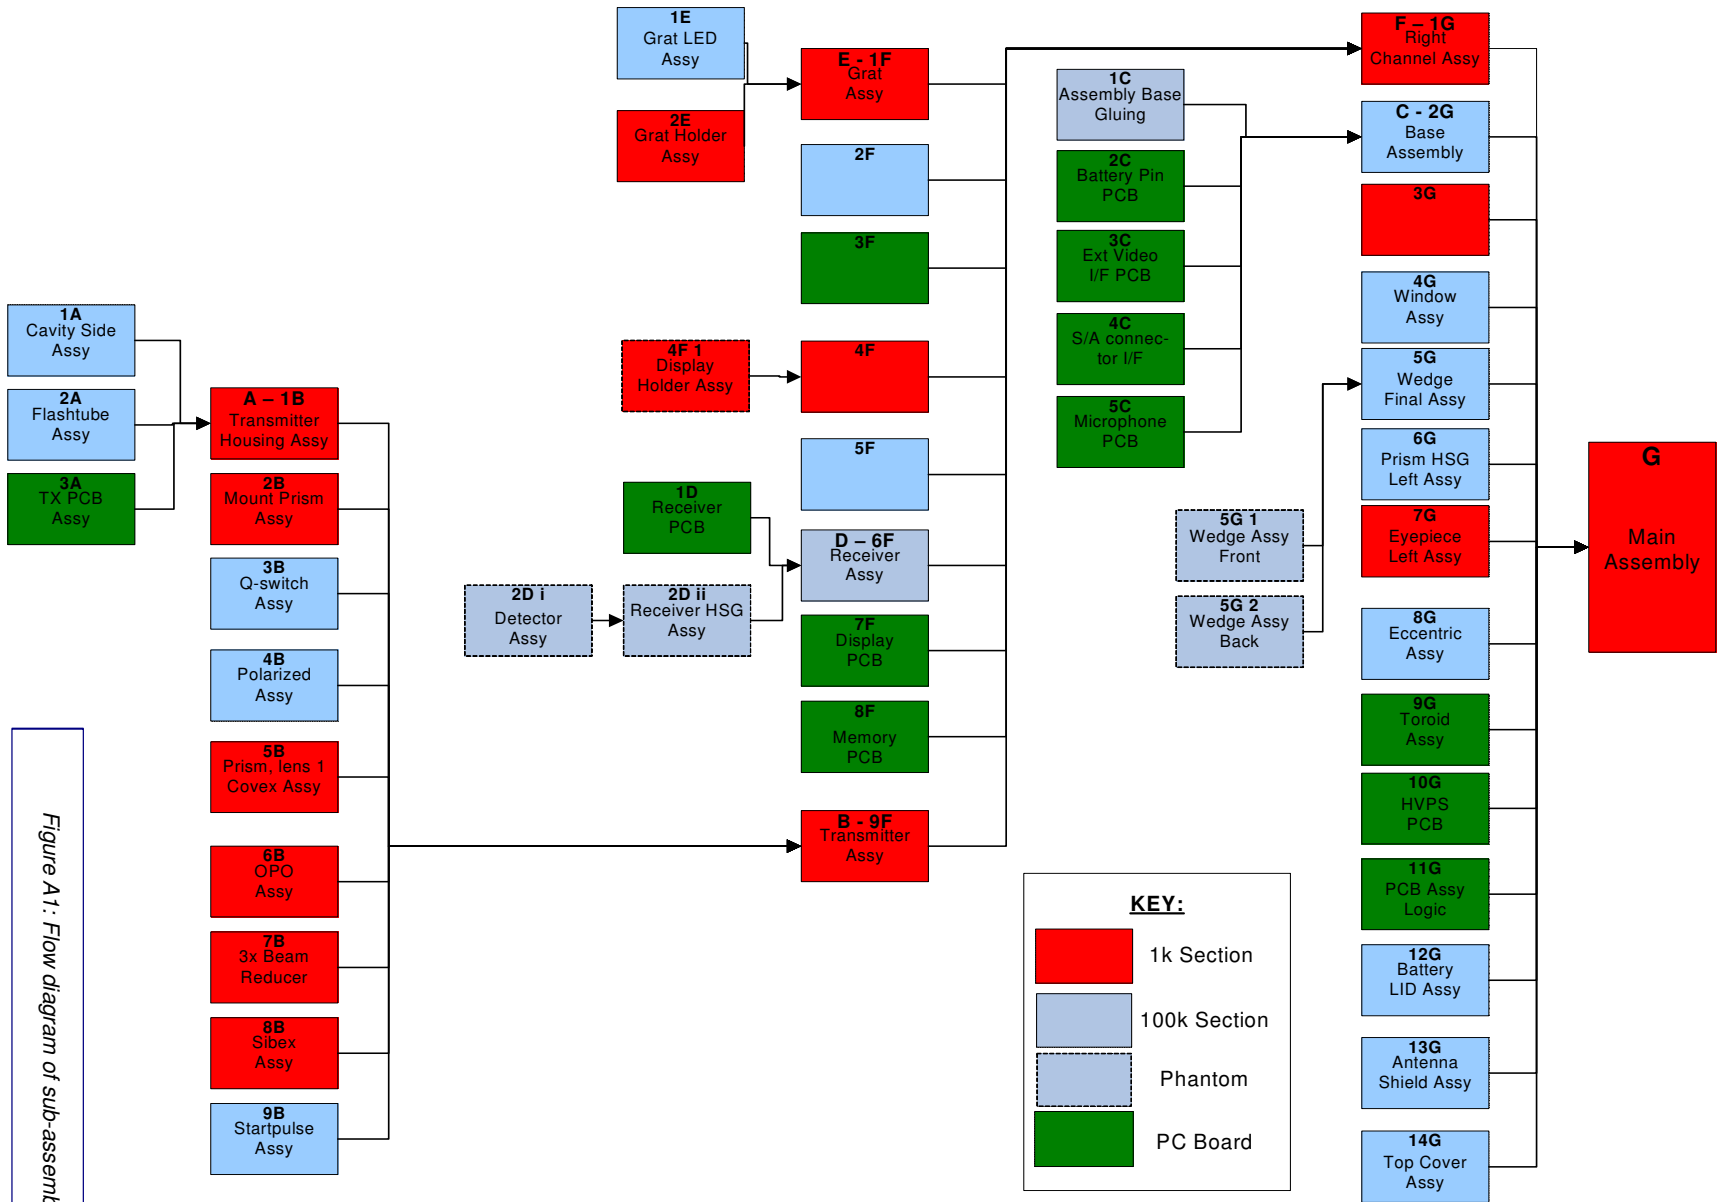 1A
Cavity Side
Assy
2A
Flashtube
Assy
3A
TX PCB
Assy
A – 1B
Transmitter
Housing Assy
2B
Mount Prism
Assy
3B
Q-switch
Assy
4B
Polarized
Assy
5B
Prism, lens 1
Covex Assy
6B
OPO
Assy
7B
3x Beam
Reducer
8B
Sibex
Assy
9B
Startpulse
Assy
1E
Grat LED
Assy
2E
Grat Holder
Assy
4F 1
Display
Holder Assy
1D
Receiver
PCB
2D i
Detector
Assy
2D ii
Receiver HSG
Assy
E - 1F
Grat
Assy
2F
3F
4F
5F
D – 6F
Receiver
Assy
7F
Display
PCB
8F
Memory
PCB
B - 9F
Transmitter
Assy
1C
Assembly Base
Gluing
2C
Battery Pin
PCB
3C
Ext Video
I/F PCB
4C
S/A connec-
tor I/F
5C
Microphone
PCB
5G 1
Wedge Assy
Front
5G 2
Wedge Assy
Back
F – 1G
Right
Channel Assy
C - 2G
Base
Assembly
3G
4G
Window
Assy
5G
Wedge
Final Assy
6G
Prism HSG
Left Assy
7G
Eyepiece
Left Assy
8G
Eccentric
Assy
9G
Toroid
Assy
10G
HVPS
PCB
11G
PCB Assy
Logic
12G
Battery
LID Assy
13G
Antenna
Shield Assy
14G
Top Cover
Assy
G
Main
Assembly
KEY:
1k Section
100k Section
Phantom
PC Board
Figure A1: Flow diagram of sub-assemb